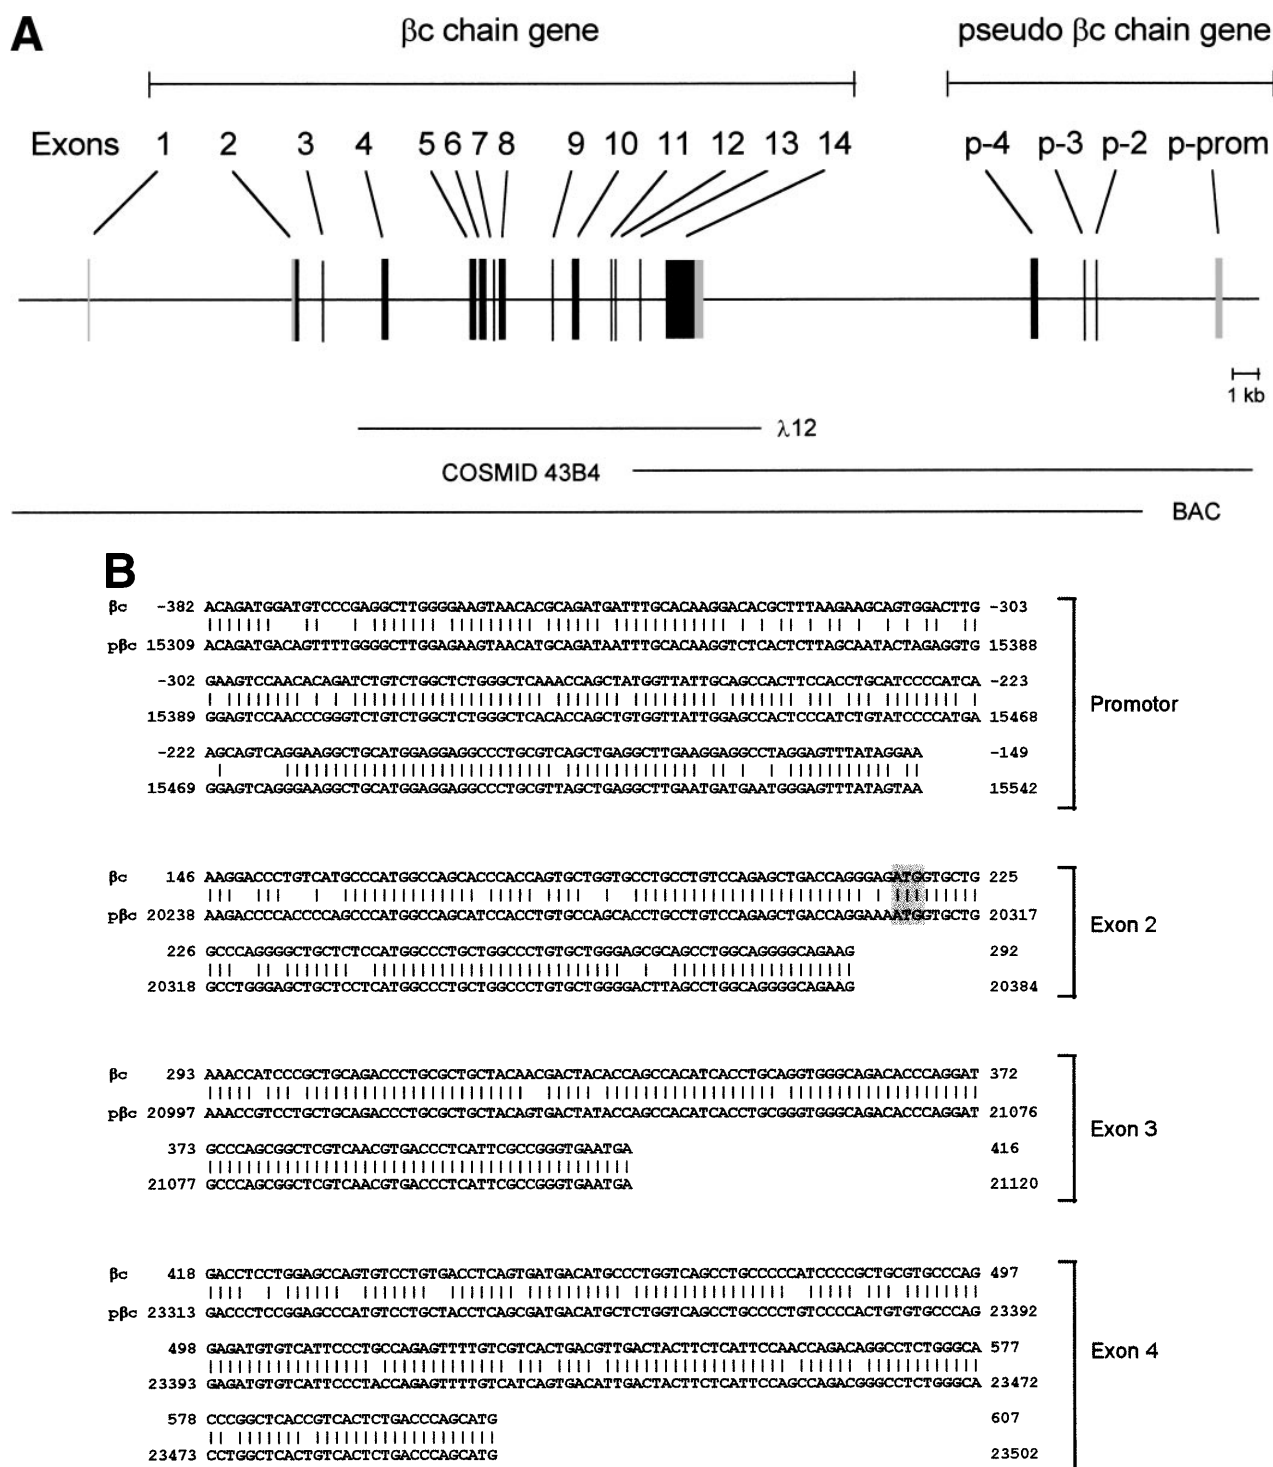 A
βc chain gene
pseudo βc chain gene
Exons 1 2 3 4 5 6 7 8 9 10 11 12 13 14 p-4 p-3 p-2 p-prom
1 kb
λ12
COSMID 43B4
BAC
B
βc -382 ACAGATGGATGTCCCGAGGCTTGGGGAAGTAACACGCAGATGATTTGCACAAGGACACGCTTTAAGAAGCAGTGGACTTG -303
pβc 15309 ACAGATGACAGTTTTGGGGCTTGGAGAAGTAACATGCAGATAATTTGCACAAGGTCTCACTCTTAGCAATACTAGAGGTG 15388
-302 GAAGTCCAACACAGATCTGTCTGGCTCTGGGCTCAAACCAGCTATGGTTATTGCAGCCACTTCCACCTGCATCCCCATCA -223
15389 GGAGTCCAACCCGGGTCTGTCTGGCTCTGGGCTCACACCAGCTGTGGTTATTGGAGCCACTCCCATCTGTATCCCCATGA 15468
Promotor
-222 AGCAGTCAGGAAGGCTGCATGGAGGAGGCCCTGCGTCAGCTGAGGCTTGAAGGAGGCCTAGGAGTTTATAGGAA -149
15469 GGAGTCAGGGAAGGCTGCATGGAGGAGGCCCTGCGTTAGCTGAGGCTTGAATGATGAATGGGAGTTTATAGTAA 15542
βc 146 AAGGACCCTGTCATGCCCATGGCCAGCACCCACCAGTGCTGGTGCCTGCCTGTCCAGAGCTGACCAGGGAGATGGTGCTG 225
pβc 20238 AAGACCCCACCCCAGCCCATGGCCAGCATCCACCTGTGCCAGCACCTGCCTGTCCAGAGCTGACCAGGAAAATGGTGCTG 20317
Exon 2
226 GCCCAGGGGCTGCTCTCCATGGCCCTGCTGGCCCTGTGCTGGGAGCGCAGCCTGGCAGGGGCAGAAG 292
20318 GCCTGGGAGCTGCTCCTCATGGCCCTGCTGGCCCTGTGCTGGGGACTTAGCCTGGCAGGGGCAGAAG 20384
βc 293 AAACCATCCCGCTGCAGACCCTGCGCTGCTACAACGACTACACCAGCCACATCACCTGCAGGTGGGCAGACACCCAGGAT 372
pβc 20997 AAACCGTCCTGCTGCAGACCCTGCGCTGCTACAGTGACTATACCAGCCACATCACCTGCGGGTGGGCAGACACCCAGGAT 21076
Exon 3
373 GCCCAGCGGCTCGTCAACGTGACCCTCATTCGCCGGGTGAATGA 416
21077 GCCCAGCGGCTCGTCAACGTGACCCTCATTCGCCGGGTGAATGA 21120
βc 418 GACCTCCTGGAGCCAGTGTCCTGTGACCTCAGTGATGACATGCCCTGGTCAGCCTGCCCCCATCCCCGCTGCGTGCCCAG 497
pβc 23313 GACCCTCCGGAGCCCATGTCCTGCTACCTCAGCGATGACATGCTCTGGTCAGCCTGCCCCTGTCCCCACTGTGTGCCCAG 23392
498 GAGATGTGTCATTCCCTGCCAGAGTTTTGTCGTCACTGACGTTGACTACTTCTCATTCCAACCAGACAGGCCTCTGGGCA 577
Exon 4
23393 GAGATGTGTCATTCCCTACCAGAGTTTTGTCATCAGTGACATTGACTACTTCTCATTCCAGCCAGACGGGCCTCTGGGCA 23472
578 CCCGGCTCACCGTCACTCTGACCCAGCATG 607
23473 CCTGGCTCACTGTCACTCTGACCCAGCATG 23502